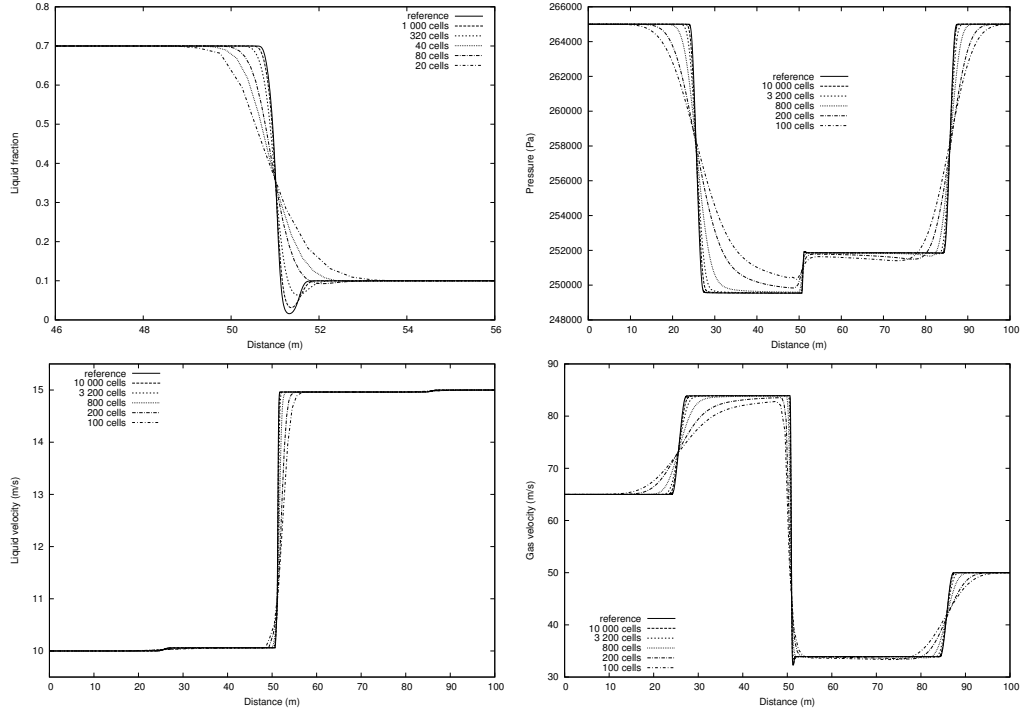 0.8
0.7
0.6
0.5
0.4
0.3
0.2
0.1
0
46
48
50
52
54
56
Liquid fraction
Distance (m)
reference
1 000 cells
320 cells
40 cells
80 cells
20 cells
266000
264000
262000
260000
258000
256000
254000
252000
250000
248000
0
10
20
30
40
50
60
70
80
90
100
Pressure (Pa)
Distance (m)
reference
10 000 cells
3 200 cells
800 cells
200 cells
100 cells
15
14
13
12
11
10
0
10
20
30
40
50
60
70
80
90
100
Liquid velocity (m/s)
Distance (m)
reference
10 000 cells
3 200 cells
800 cells
200 cells
100 cells
90
80
70
60
50
40
30
0
10
20
30
40
50
60
70
80
90
100
Gas velocity (m/s)
Distance (m)
reference
10 000 cells
3 200 cells
800 cells
200 cells
100 cells